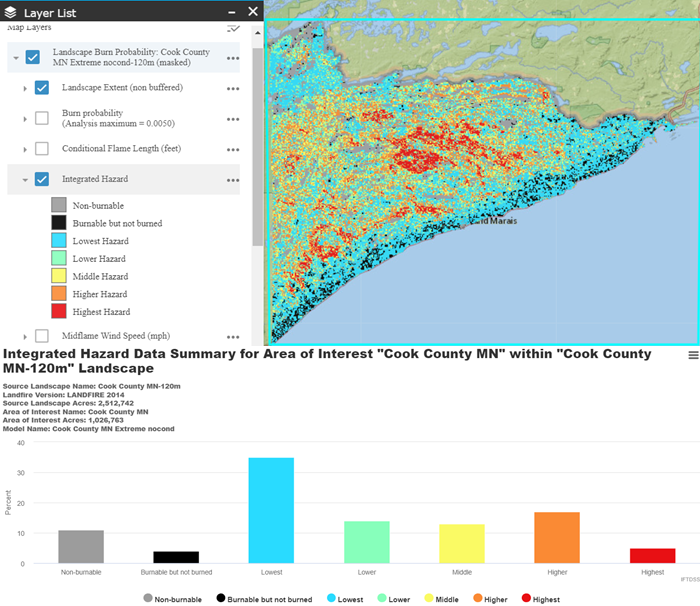 Layer List
Map Layers
Landscape Burn Probability: Cook County
MN Extreme nocond-120m (masked)
Landscape Extent (non buffered)
Burn probability
(Analysis maximum = 0.0050)
Conditional Flame Length (feet)
Integrated Hazard
Non-burnable
Burnable but not burned
Lowest Hazard
Lower Hazard
Middle Hazard
Higher Hazard
Highest Hazard
Midflame Wind Speed (mph)
Marais
Integrated Hazard Data Summary for Area of Interest "Cook County MN" within "Cook County
MN-120m" Landscape
Source Landscape Name: Cook County MN-120m
Landfire Version: LANDFIRE 2014
Source Landscape Acres: 2,512,742
Area of Interest Name: Cook County MN
Area of Interest Acres: 1,026,763
Model Name: Cook County MN Extreme nocond
40
30
20
10
0
Percent
Non-burnable Burnable but not burned Lowest Lower Middle Higher Highest
IFTDSS
Non-burnable Burnable but not burned Lowest Lower Middle Higher Highest